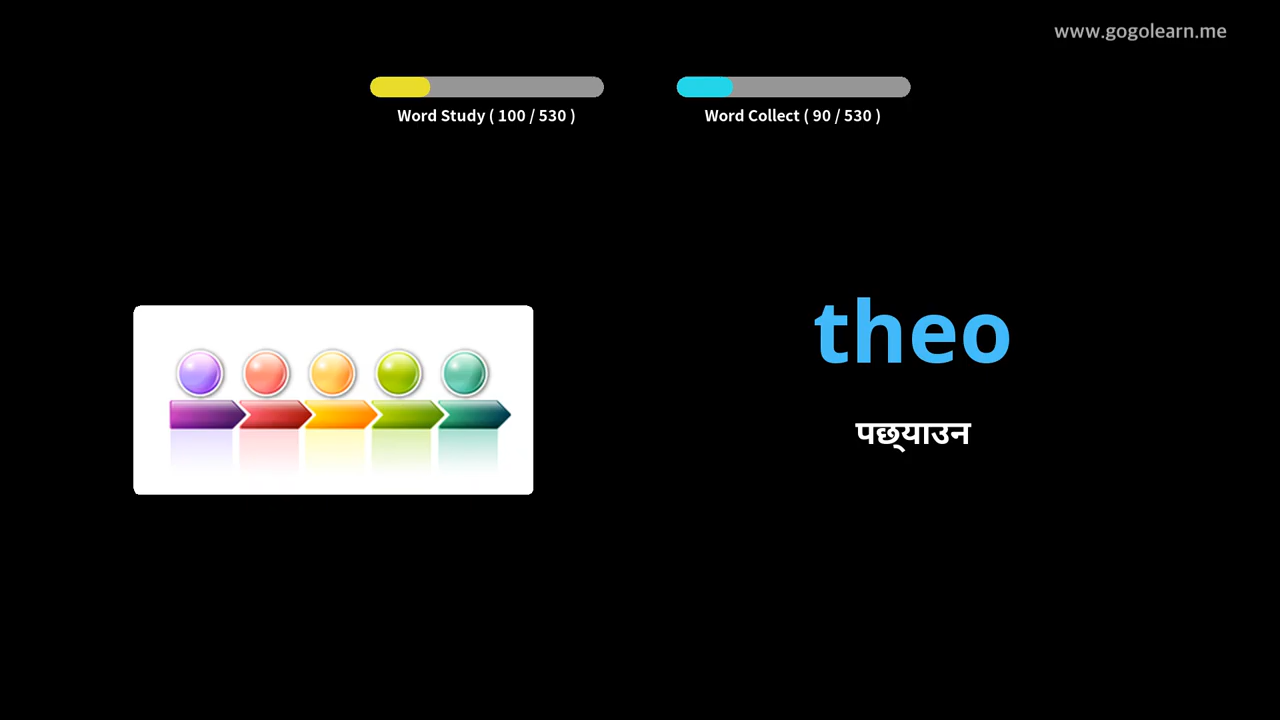 www.gogolearn.me
Word Study ( 100 / 530 )
Word Collect ( 90 / 530 )
theo
पछ्याउन